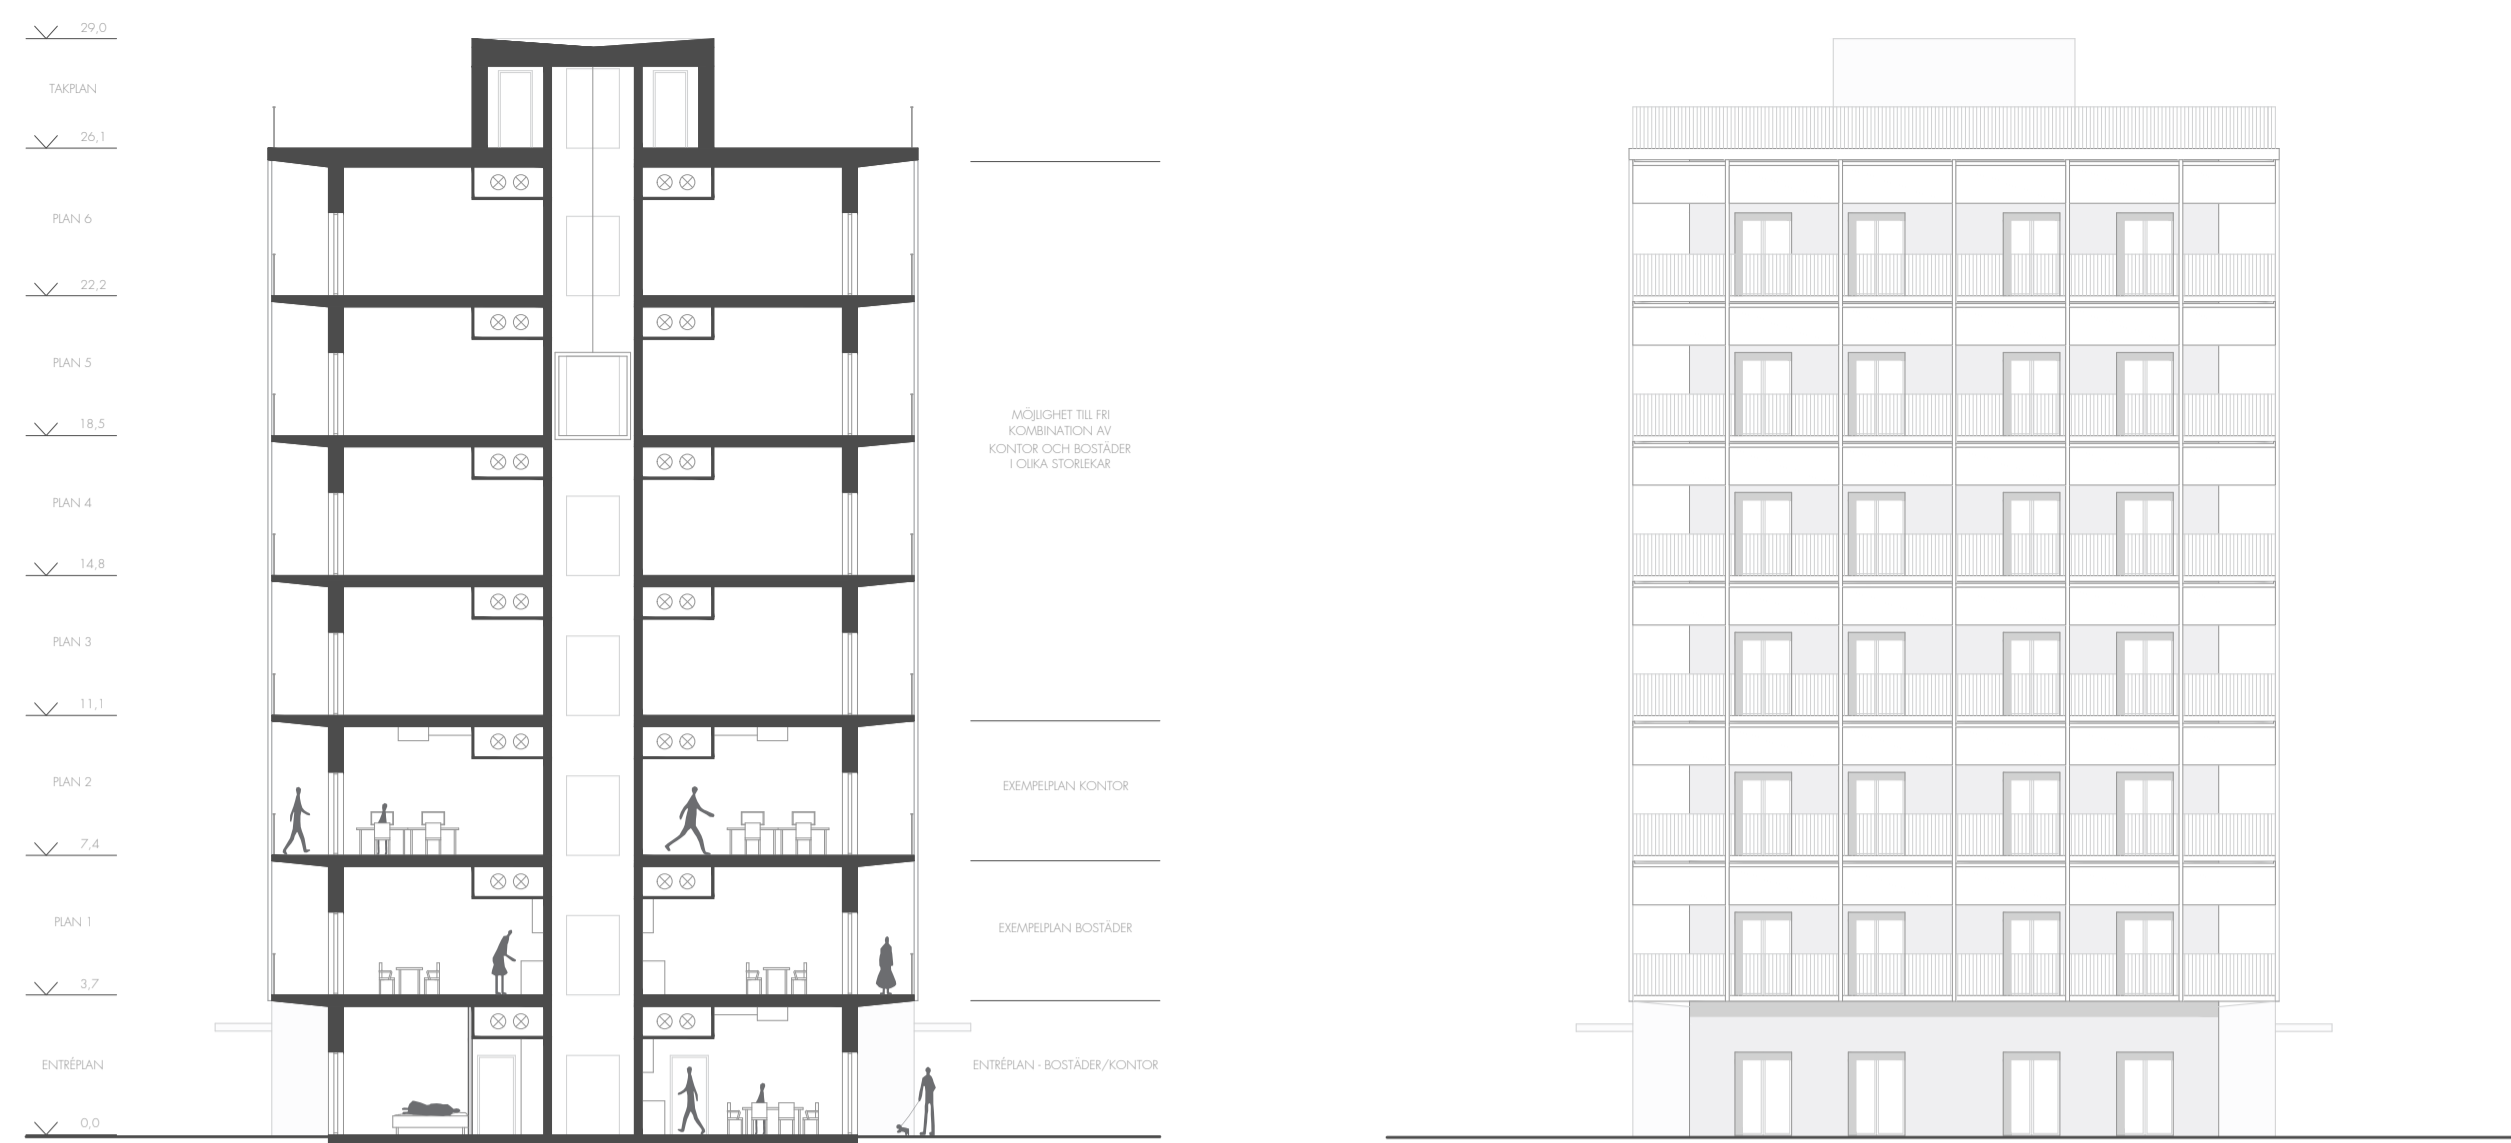 29,0
TAKPLAN
26,1
PLAN 6
22,2
PLAN 5
18,5
PLAN 4
14,8
PLAN 3
11,1
PLAN 2
7,4
PLAN 1
3,7
ENTRÈPLAN
0,0
MÖJLIGHET TILL FRI
KOMBINATION AV
KONTOR OCH BOSTÄDER
I OLIKA STORLEKAR
EXEMPELPLAN KONTOR
EXEMPELPLAN BOSTÄDER
ENTRÈPLAN - BOSTÄDER/KONTOR